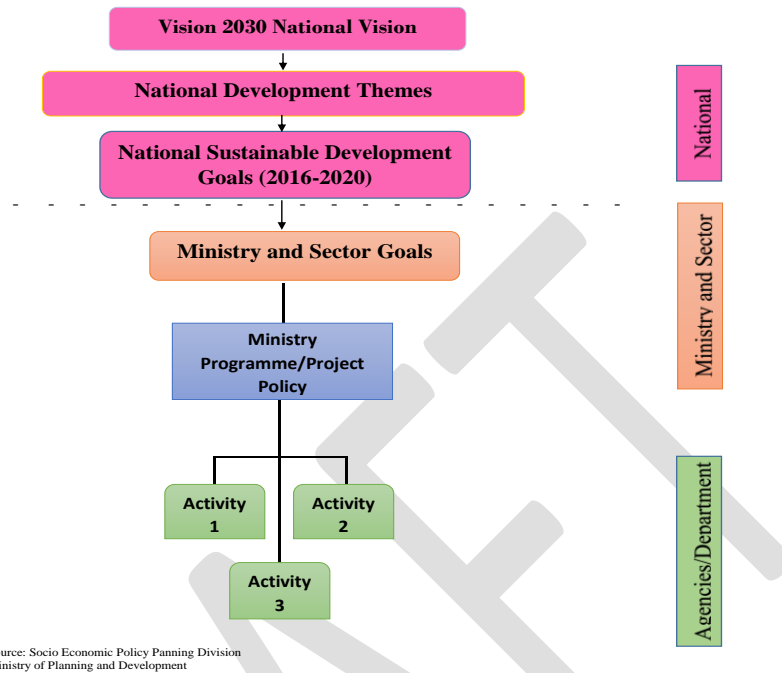 Vision 2030 National Vision
National Development Themes
National Sustainable Development
Goals (2016-2020)
National
Ministry and Sector Goals
Ministry and Sector
Ministry
Programme/Project
Policy
Activity
1
Activity
2
Activity
3
Agencies/Department
ource: Socio Economic Policy Panning Division
inistry of Planning and Development